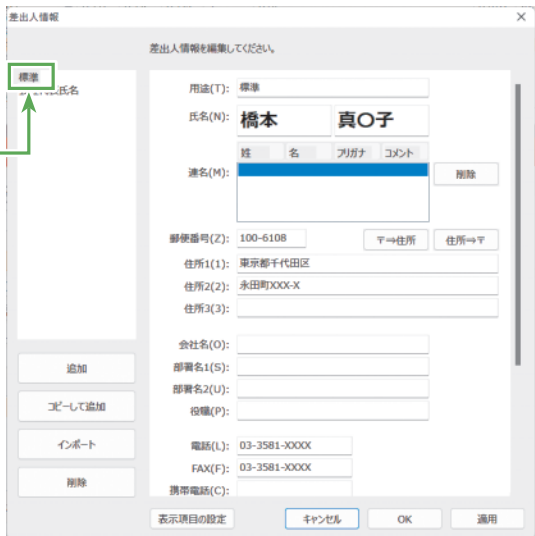 差出人情報
差出人情報を編集してください。
標準
氏名
用途(T): 標準
氏名(N): 橋本 真〇子
姓 名 フリガナ コメント
連名(M):
削除
郵便番号(Z): 100-6108 〒⇒住所 住所⇒〒
住所1(1): 東京都千代田区
住所2(2): 永田町XXX-X
住所3(3):
会社名(O):
部署名1(S):
部署名2(U):
役職(P):
電話(L): 03-3581-XXXX
FAX(F): 03-3581-XXXX
携帯電話(C):
追加
コピーして追加
インポート
削除
表示項目の設定 キャンセル OK 適用